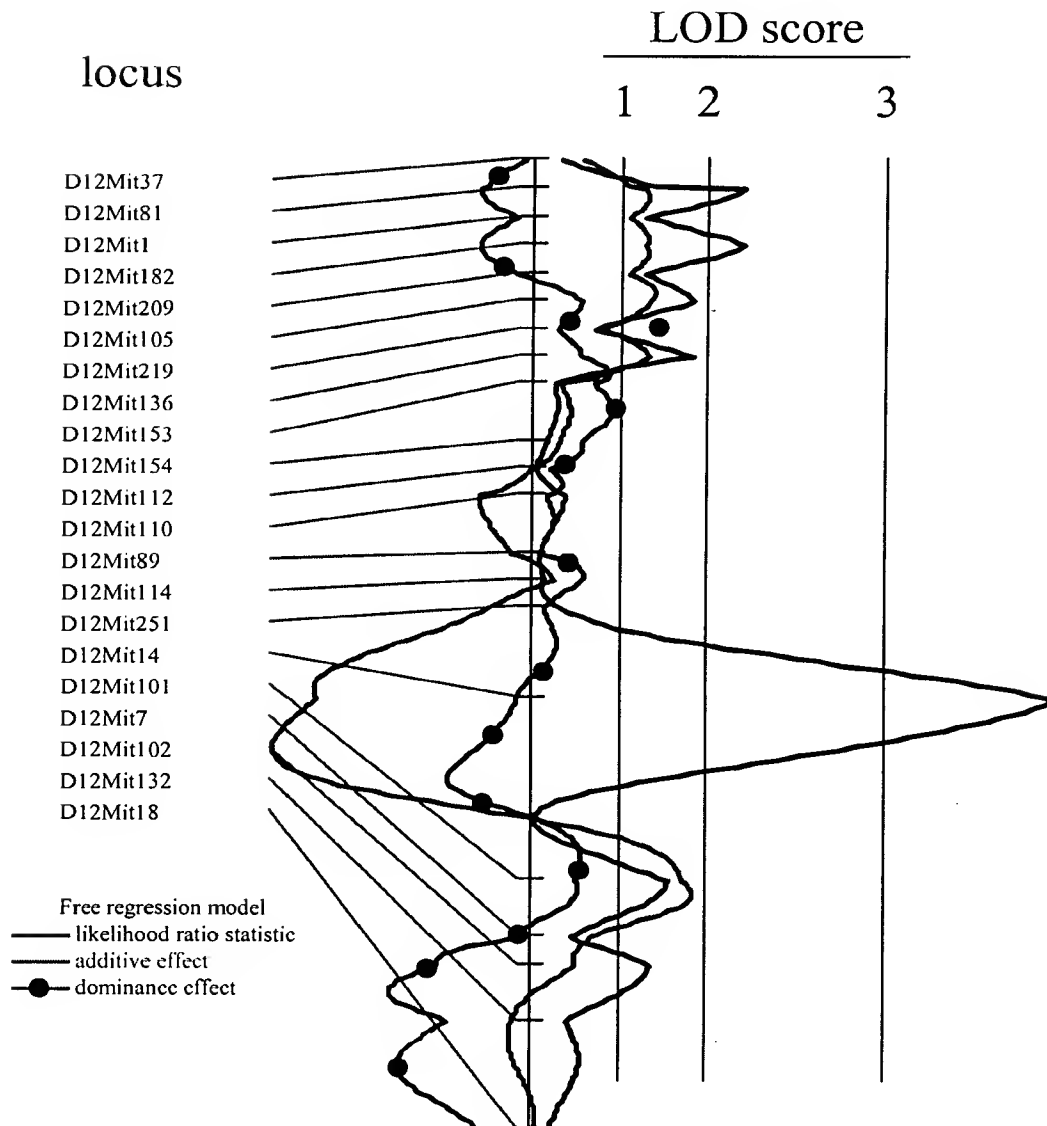 LOD score
locus
1 2 3
D12Mit37
D12Mit81
D12Mit1
D12Mit182
D12Mit209
D12Mit105
D12Mit219
D12Mit136
D12Mit153
D12Mit154
D12Mit112
D12Mit110
D12Mit89
D12Mit114
D12Mit251
D12Mit14
D12Mit101
D12Mit7
D12Mit102
D12Mit132
D12Mit18
Free regression model
likelihood ratio statistic
additive effect
dominance effect